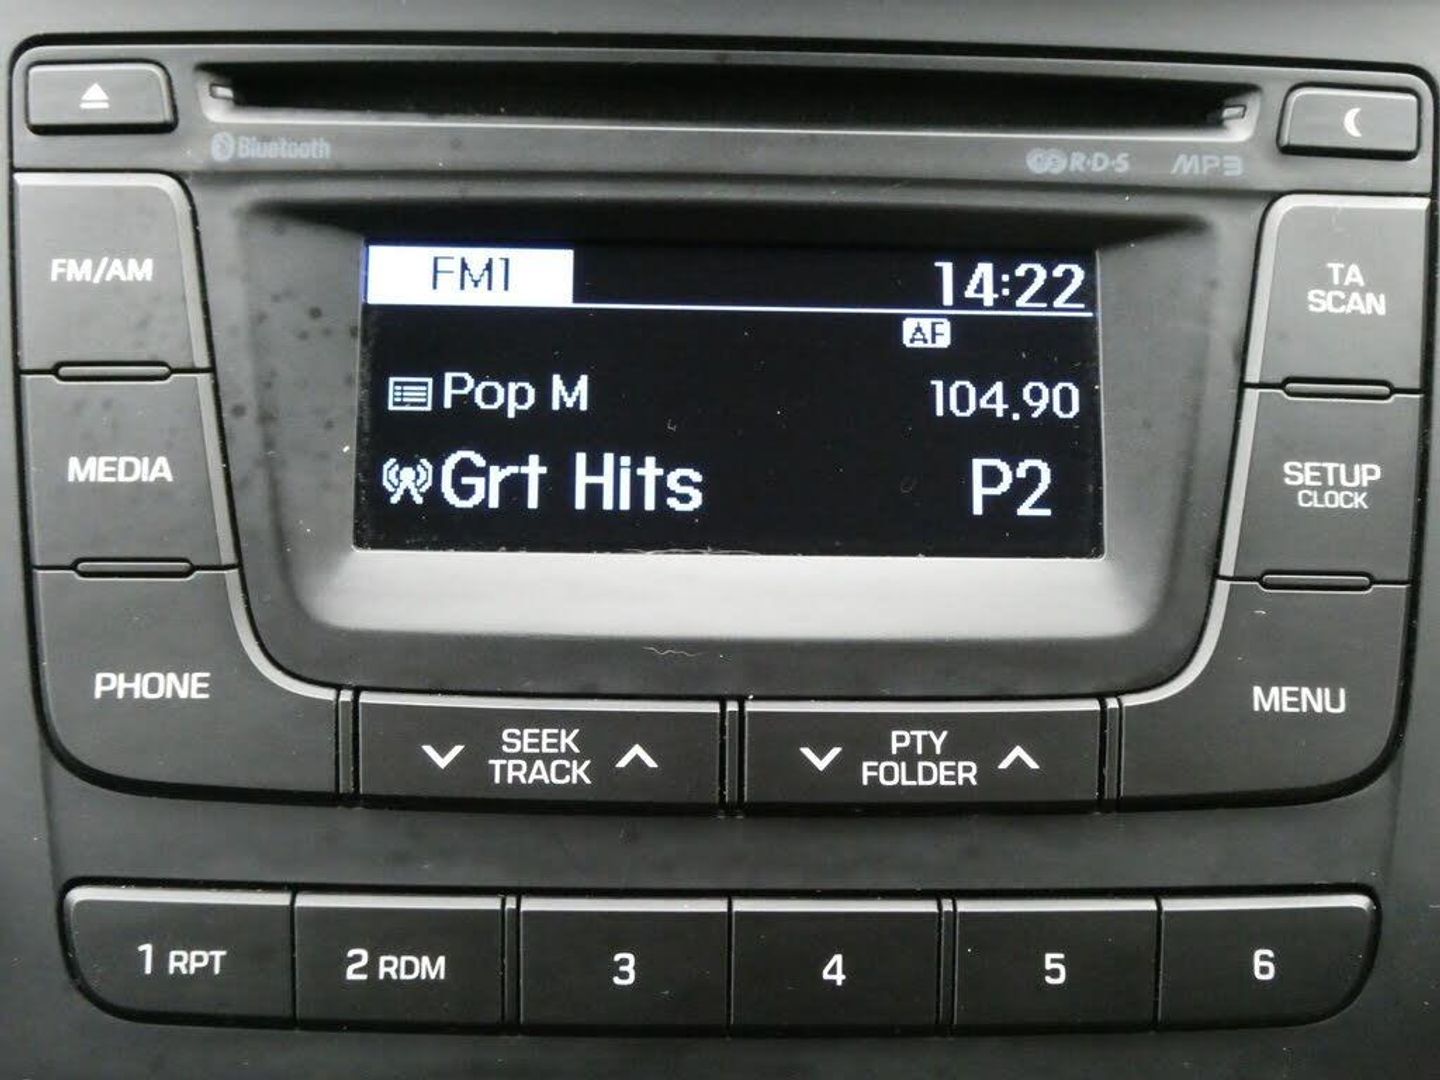 Bluetooth
R·D·S
MP3
FM/AM
FM1
14:22
TA
SCAN
AF
Pop M
104.90
MEDIA
Grt Hits
P2
SETUP
CLOCK
PHONE
SEEK
TRACK
PTY
FOLDER
MENU
1 RPT
2 RDM
3
4
5
6